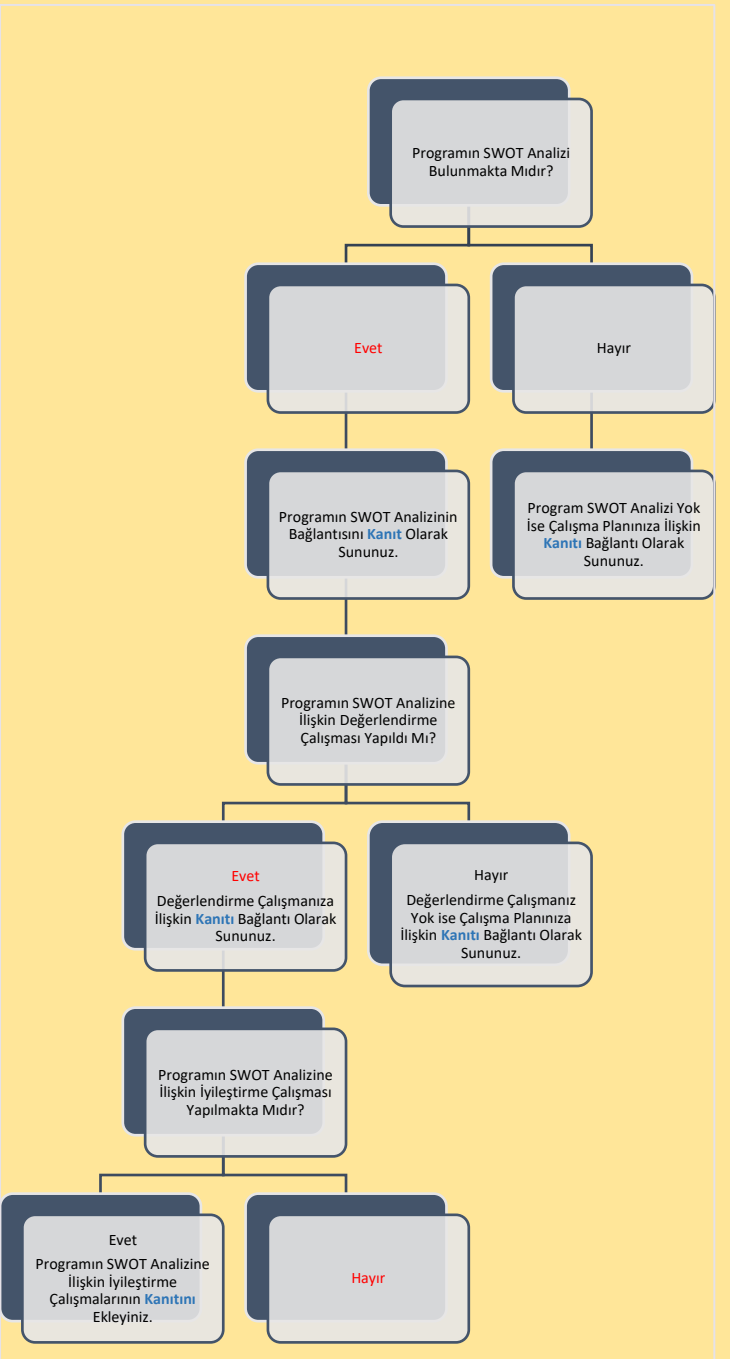 Programın SWOT Analizi
Bulunmakta Mıdır?
Evet
Hayır
Programın SWOT Analizinin
Bağlantısını Kanıt Olarak
Sununuz.
Program SWOT Analizi Yok
İse Çalışma Planınıza İlişkin
Kanıtı Bağlantı Olarak
Sununuz.
Programın SWOT Analizine
İlişkin Değerlendirme
Çalışması Yapıldı Mı?
Evet
Değerlendirme Çalışmanıza
İlişkin Kanıtı Bağlantı Olarak
Sununuz.
Hayır
Değerlendirme Çalışmanız
Yok ise Çalışma Planınıza
İlişkin Kanıtı Bağlantı Olarak
Sununuz.
Programın SWOT Analizine
İlişkin İyileştirme Çalışması
Yapılmakta Mıdır?
Evet
Programın SWOT Analizine
İlişkin İyileştirme
Çalışmalarının Kanıtını
Ekleyiniz.
Hayır